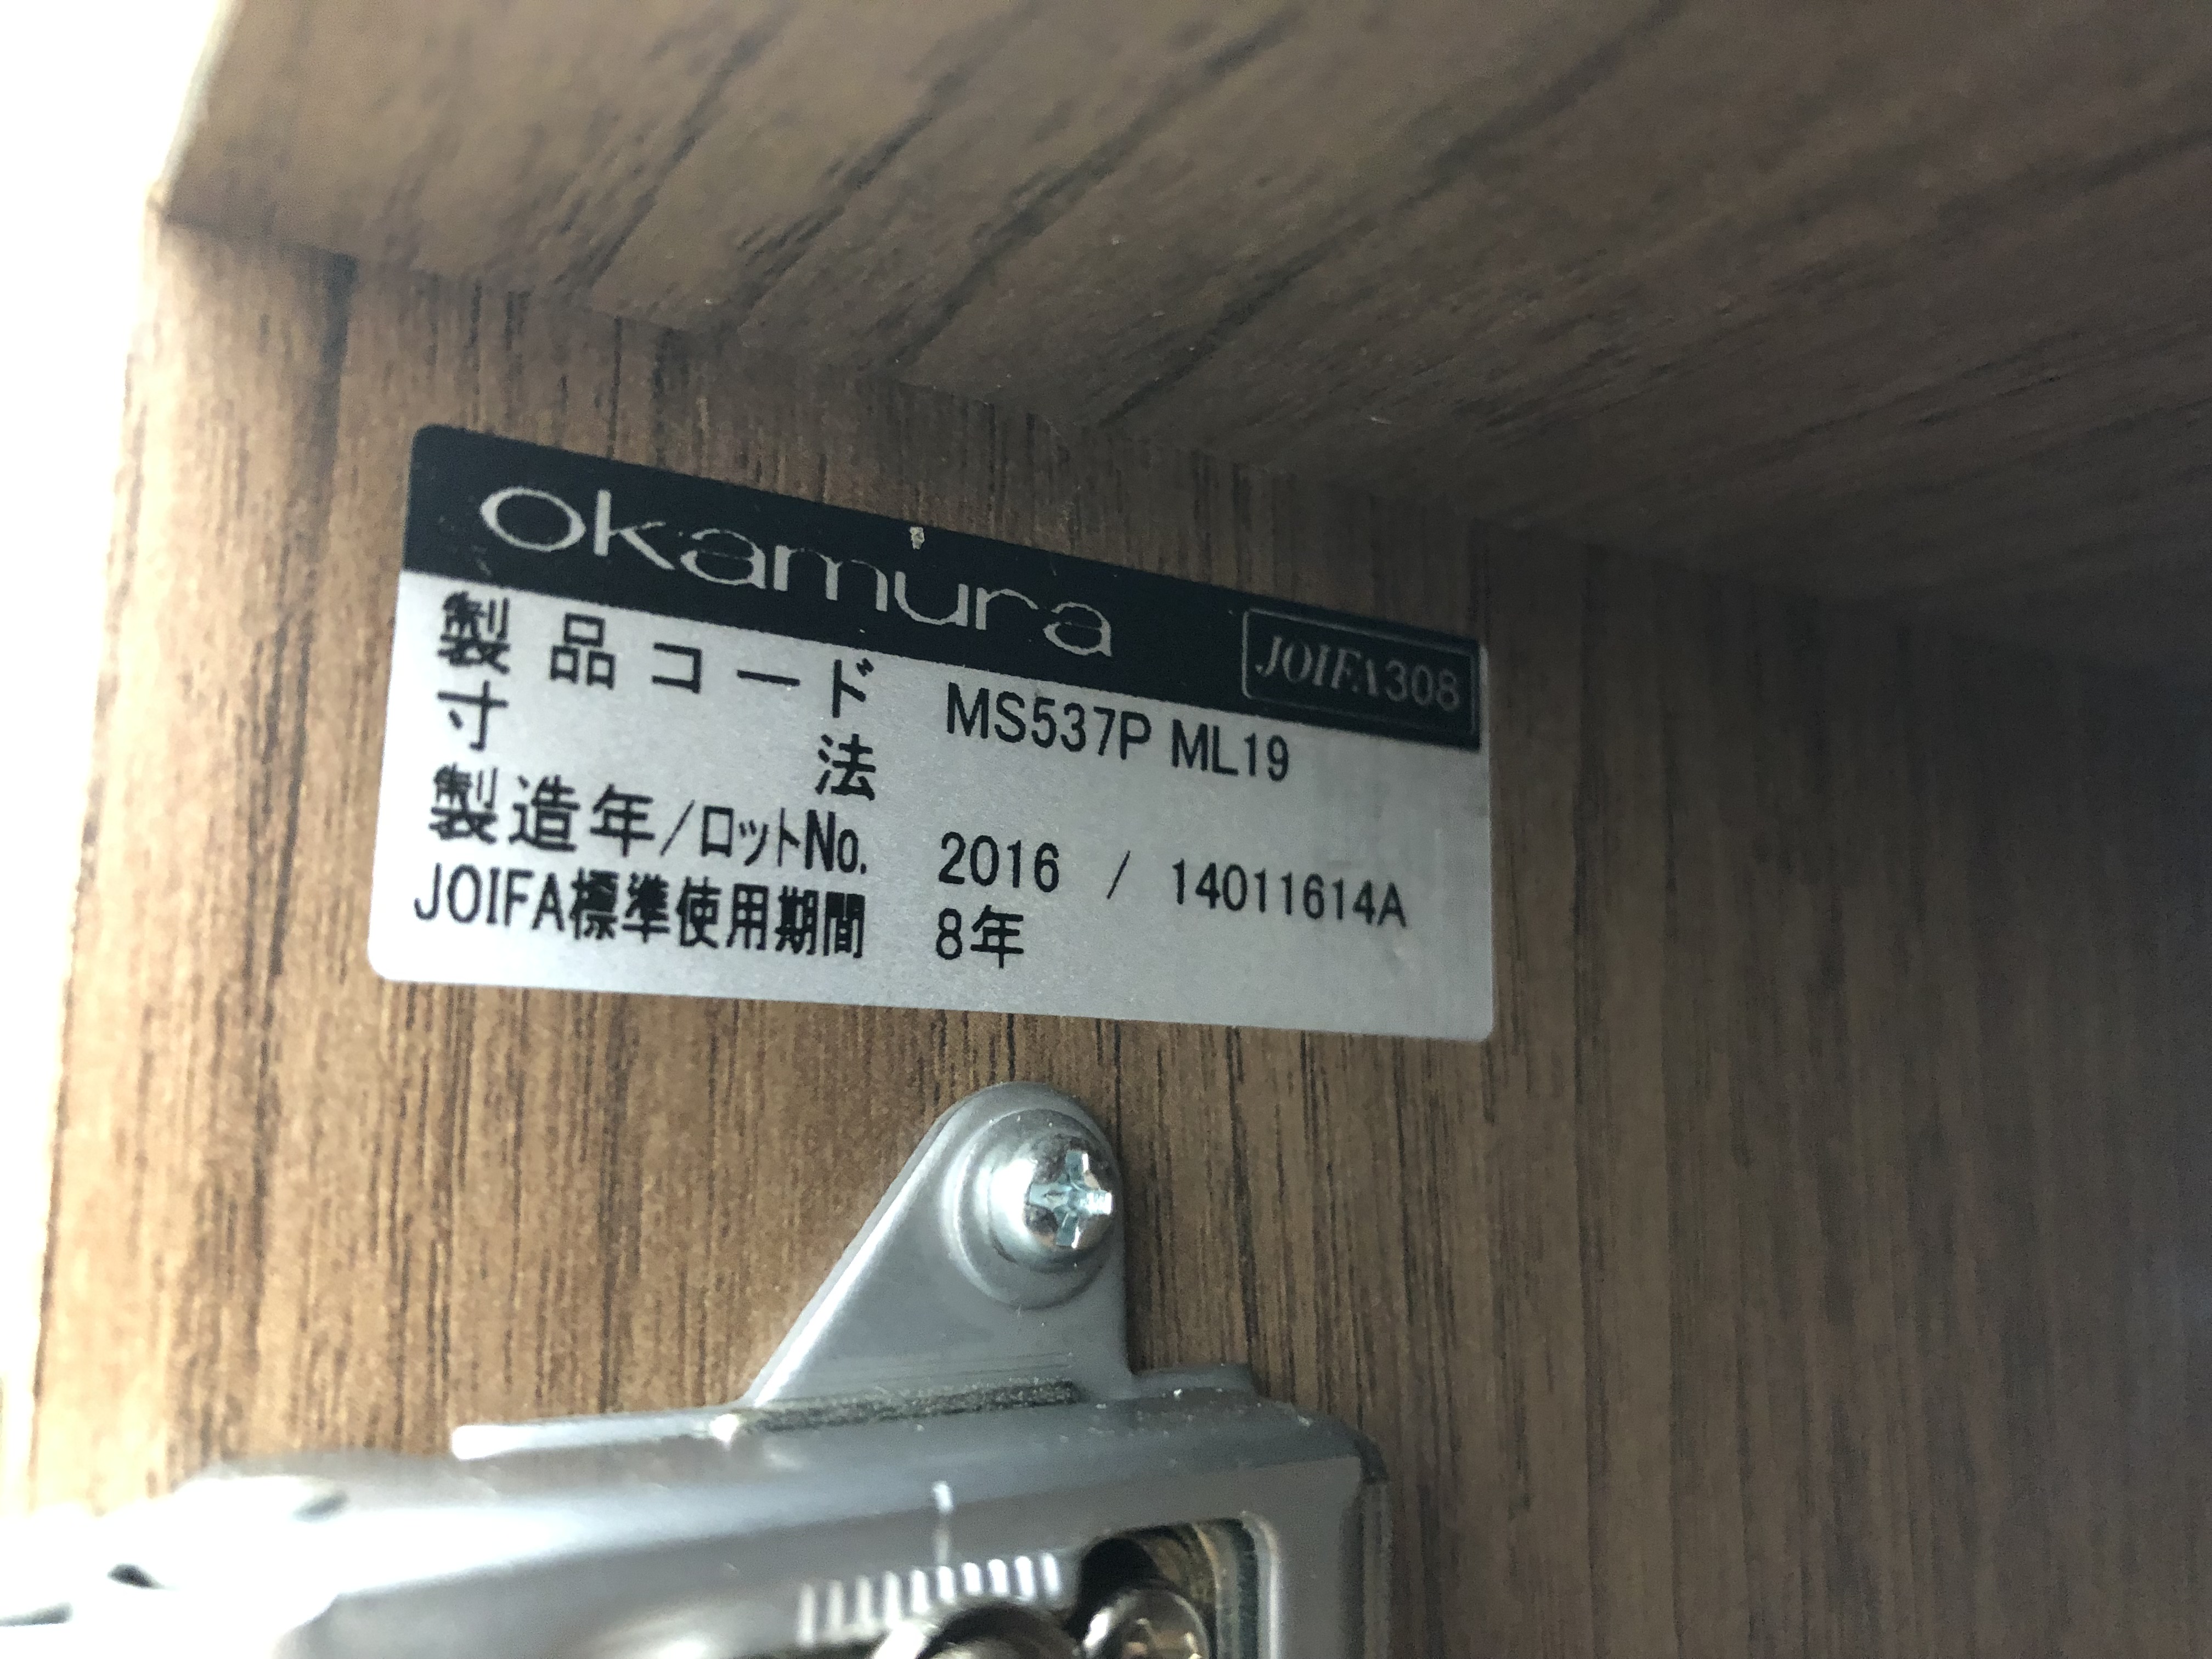 okamura JOIFA308
製品コード MS537P ML19
寸法
製造年/ロットNo. 2016 / 14011614A
JOIFA標準使用期間 8年